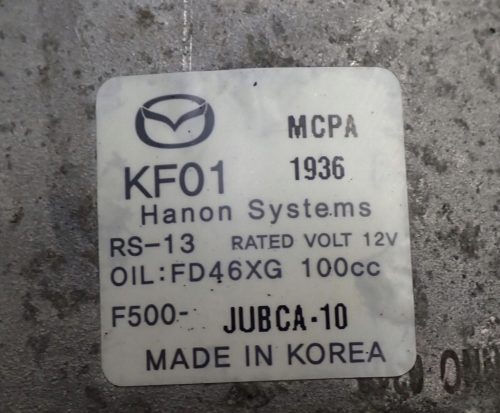 MCPA
KF01 1936
Hanon Systems
RS-13 RATED VOLT 12V
OIL:FD46XG 100cc
F500- JUBCA-10
MADE IN KOREA